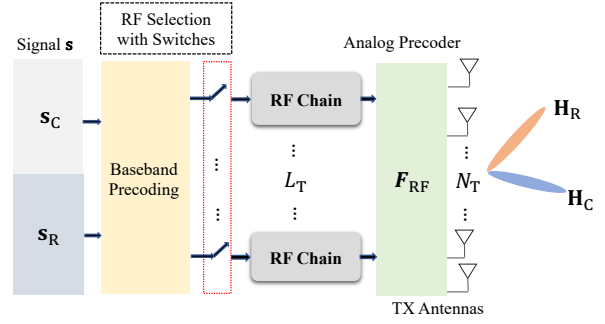 RF Selection
with Switches
Signal s
Analog Precoder
s_C
RF Chain
H_R
Baseband
Precoding
⋮
⋮
⋮
L_T
⋮
F_RF
⋮
N_T
⋮
H_C
s_R
RF Chain
TX Antennas